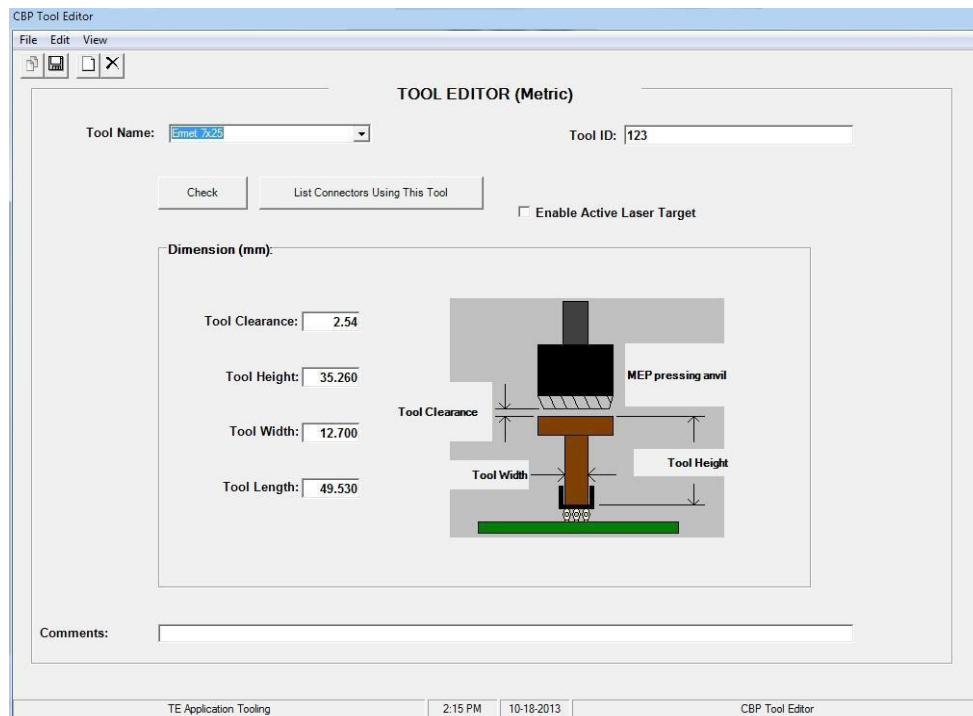 CBP Tool Editor
File Edit View
TOOL EDITOR (Metric)
Tool Name: Ermet 7x25
Tool ID: 123
Check
List Connectors Using This Tool
Enable Active Laser Target
Dimension (mm):
Tool Clearance: 2.54
Tool Height: 35.260
Tool Width: 12.700
Tool Length: 49.530
MEP pressing anvil
Tool Clearance
Tool Height
Tool Width
Comments:
TE Application Tooling 2:15 PM 10-18-2013 CBP Tool Editor